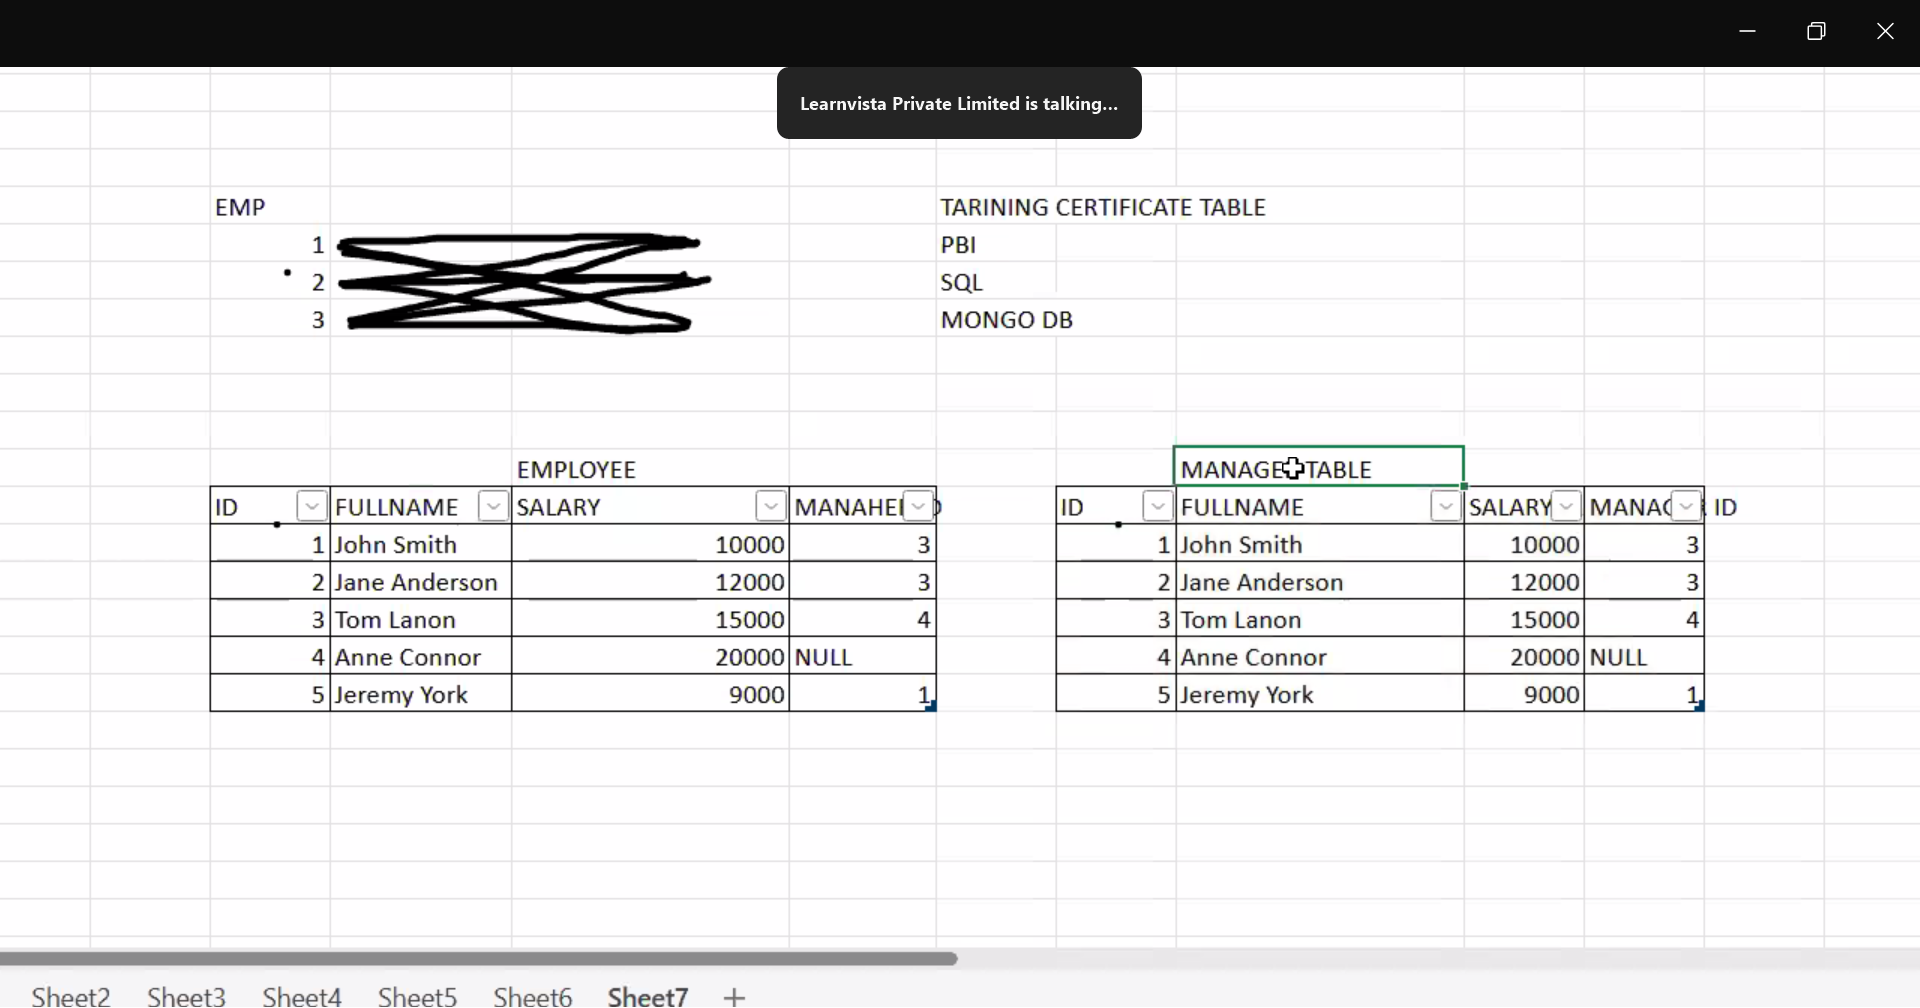 Learnvista Private Limited is talking...
EMP TARINING CERTIFICATE TABLE
1 PBI
2 SQL
3 MONGO DB
EMPLOYEE MANAGE TABLE
ID FULLNAME SALARY MANAHE ID FULLNAME SALARY MANAG ID
1 John Smith 10000 3 1 John Smith 10000 3
2 Jane Anderson 12000 3 2 Jane Anderson 12000 3
3 Tom Lanon 15000 4 3 Tom Lanon 15000 4
4 Anne Connor 20000 NULL 4 Anne Connor 20000 NULL
5 Jeremy York 9000 1 5 Jeremy York 9000 1
Sheet2 Sheet3 Sheet4 Sheet5 Sheet6 Sheet7 +